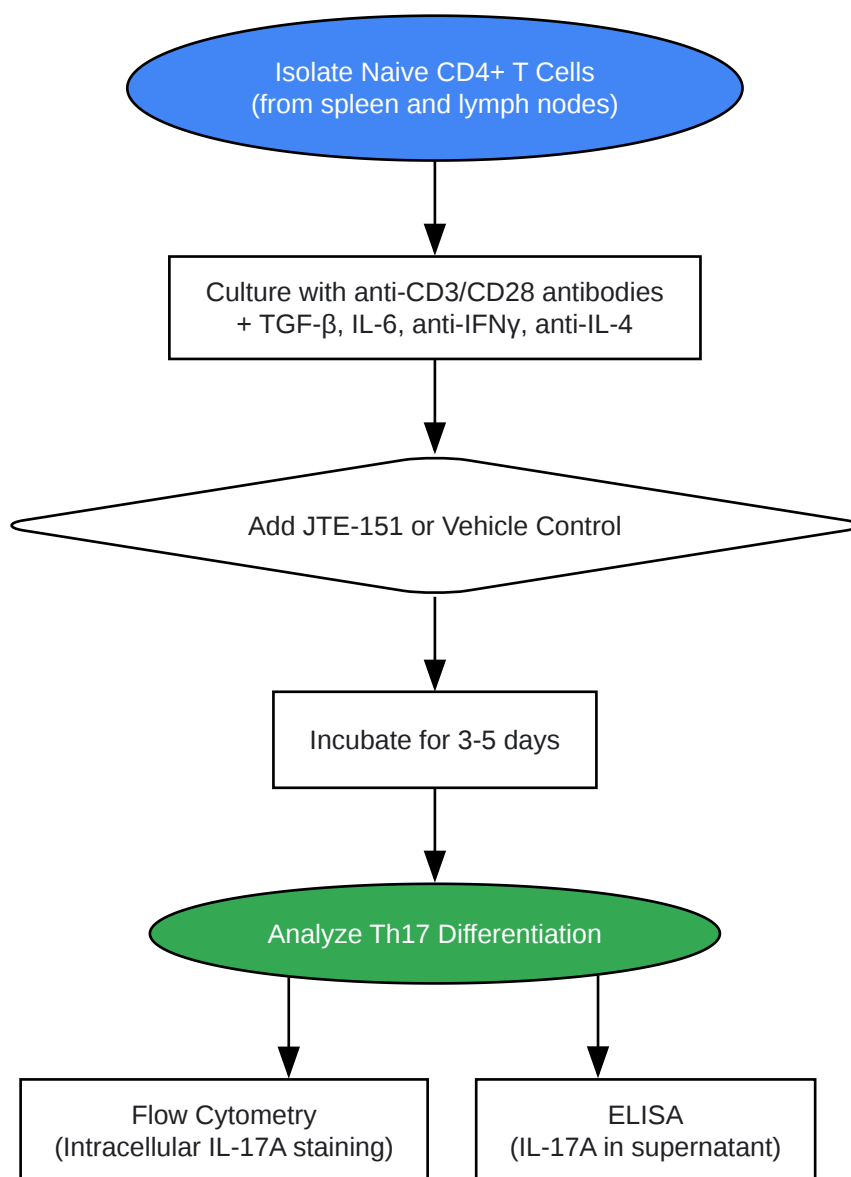 Isolate Naive CD4+ T Cells
(from spleen and lymph nodes)
Culture with anti-CD3/CD28 antibodies
+ TGF-β, IL-6, anti-IFNγ, anti-IL-4
Add JTE-151 or Vehicle Control
Incubate for 3-5 days
Analyze Th17 Differentiation
Flow Cytometry
(Intracellular IL-17A staining)
ELISA
(IL-17A in supernatant)